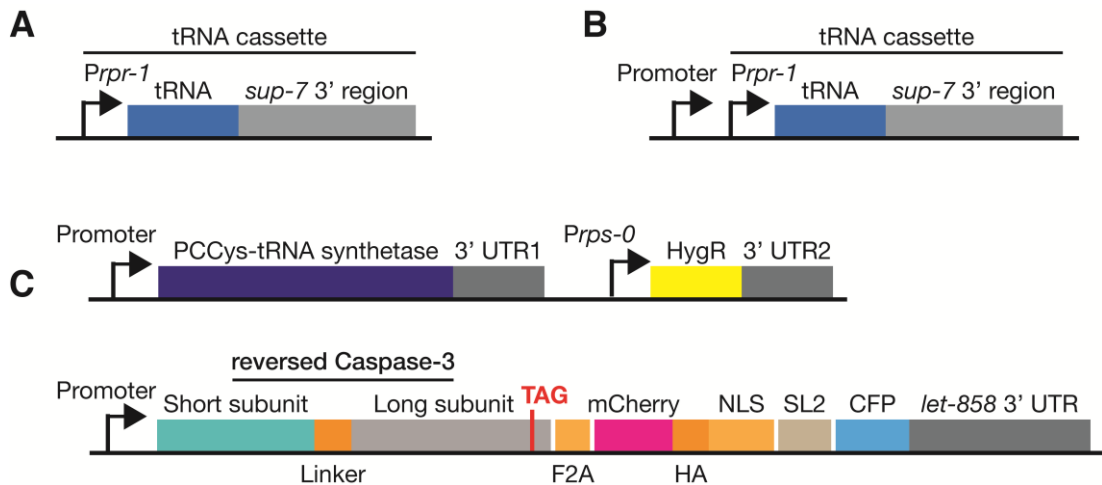 A
tRNA cassette
Prpr-1
tRNA sup-7 3’ region
B
tRNA cassette
Promoter Prpr-1
tRNA sup-7 3’ region
Promoter Prps-0
PCCys-tRNA synthetase 3’ UTR1 HygR 3’ UTR2
C
reversed Caspase-3
Promoter TAG
Short subunit Long subunit mCherry NLS SL2 CFP let-858 3’ UTR
Linker F2A HA